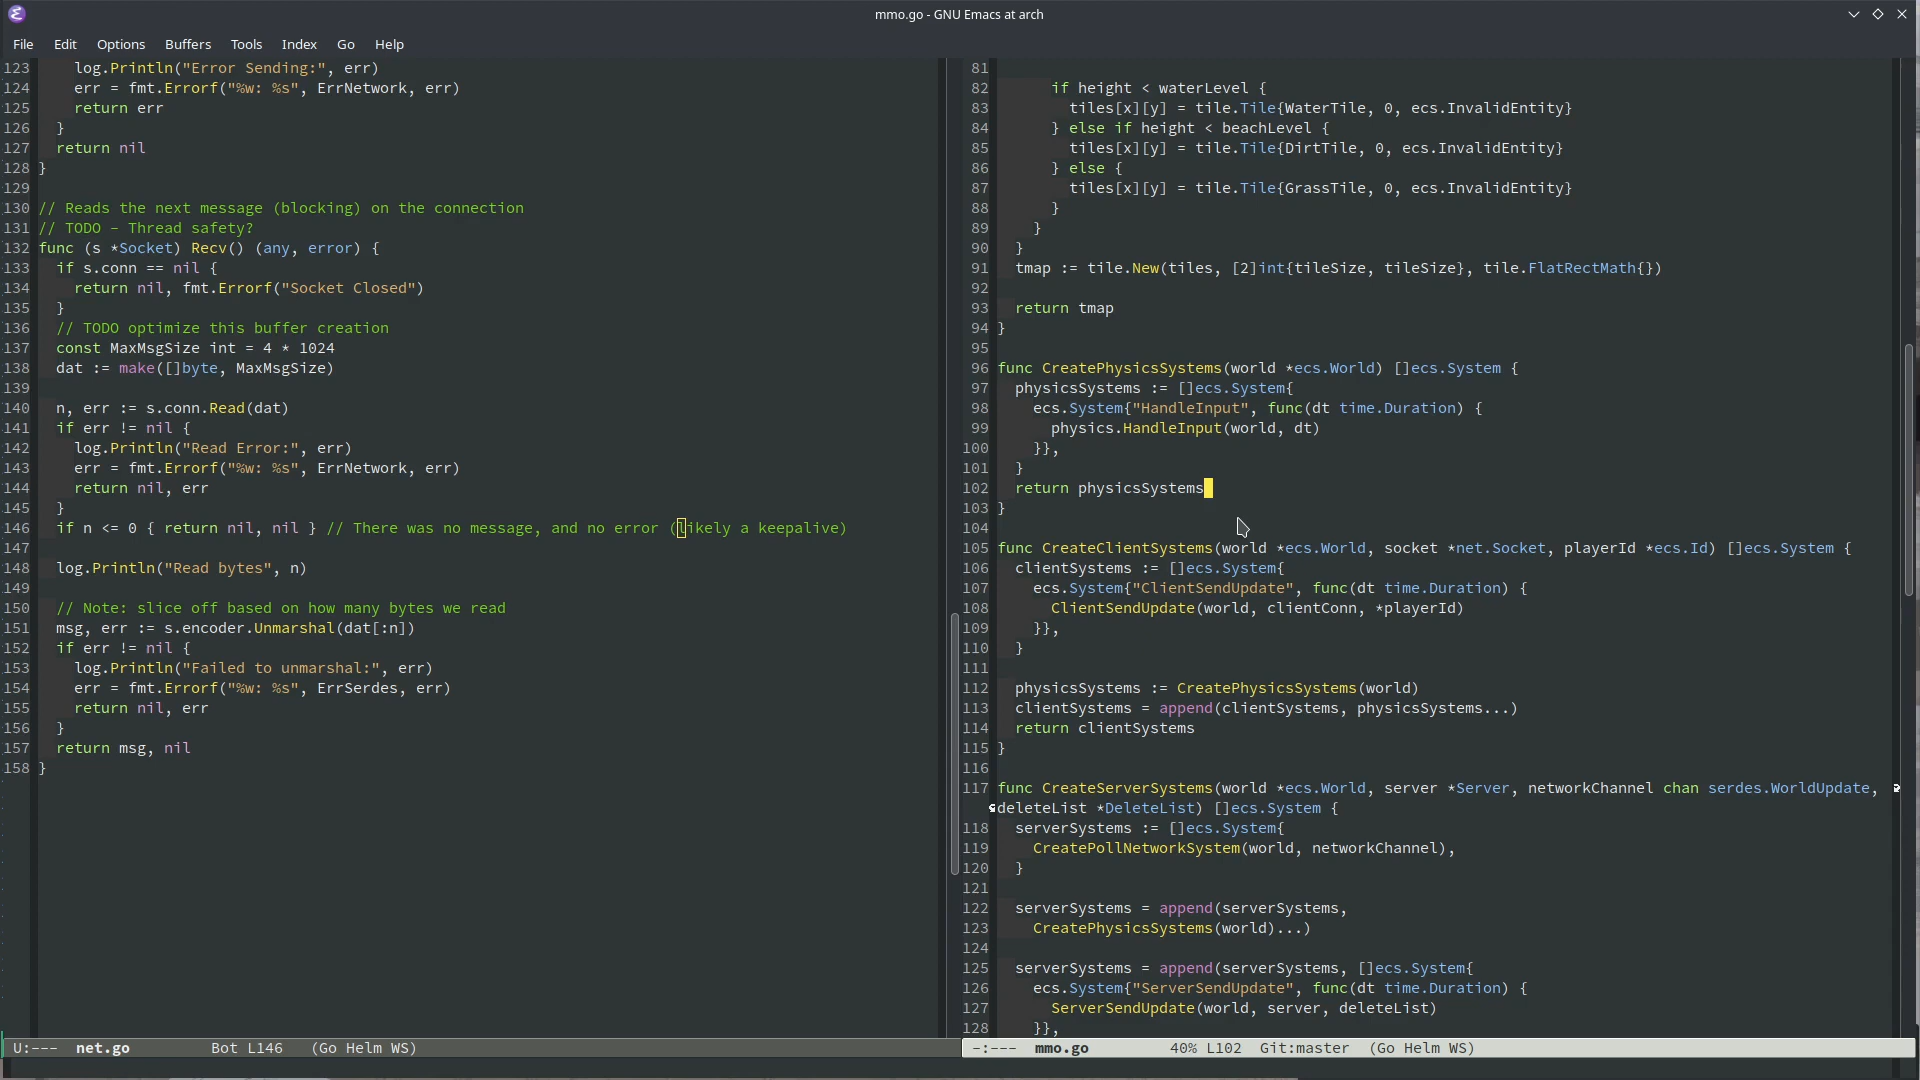 mmo.go - GNU Emacs at arch
File Edit Options Buffers Tools Index Go Help
123     log.Println("Error Sending:", err)
124     err = fmt.Errorf("%w: %s", ErrNetwork, err)
125     return err
126   }
127   return nil
128 }
129
130 // Reads the next message (blocking) on the connection
131 // TODO - Thread safety?
132 func (s *Socket) Recv() (any, error) {
133   if s.conn == nil {
134     return nil, fmt.Errorf("Socket Closed")
135   }
136   // TODO optimize this buffer creation
137   const MaxMsgSize int = 4 * 1024
138   dat := make([]byte, MaxMsgSize)
139
140   n, err := s.conn.Read(dat)
141   if err != nil {
142     log.Println("Read Error:", err)
143     err = fmt.Errorf("%w: %s", ErrNetwork, err)
144     return nil, err
145   }
146   if n <= 0 { return nil, nil } // There was no message, and no error (likely a keepalive)
147
148   log.Println("Read bytes", n)
149
150   // Note: slice off based on how many bytes we read
151   msg, err := s.encoder.Unmarshal(dat[:n])
152   if err != nil {
153     log.Println("Failed to unmarshal:", err)
154     err = fmt.Errorf("%w: %s", ErrSerdes, err)
155     return nil, err
156   }
157   return msg, nil
158 }
U:--- net.go Bot L146 (Go Helm WS)
81
82       if height < waterLevel {
83         tiles[x][y] = tile.Tile{WaterTile, 0, ecs.InvalidEntity}
84       } else if height < beachLevel {
85         tiles[x][y] = tile.Tile{DirtTile, 0, ecs.InvalidEntity}
86       } else {
87         tiles[x][y] = tile.Tile{GrassTile, 0, ecs.InvalidEntity}
88       }
89     }
90   }
91   tmap := tile.New(tiles, [2]int{tileSize, tileSize}, tile.FlatRectMath{})
92
93   return tmap
94 }
95
96 func CreatePhysicsSystems(world *ecs.World) []ecs.System {
97   physicsSystems := []ecs.System{
98     ecs.System{"HandleInput", func(dt time.Duration) {
99       physics.HandleInput(world, dt)
100     }},
101   }
102   return physicsSystems
103 }
104
105 func CreateClientSystems(world *ecs.World, socket *net.Socket, playerId *ecs.Id) []ecs.System {
106   clientSystems := []ecs.System{
107     ecs.System{"ClientSendUpdate", func(dt time.Duration) {
108       ClientSendUpdate(world, clientConn, *playerId)
109     }},
110   }
111
112   physicsSystems := CreatePhysicsSystems(world)
113   clientSystems = append(clientSystems, physicsSystems...)
114   return clientSystems
115 }
116
117 func CreateServerSystems(world *ecs.World, server *Server, networkChannel chan serdes.WorldUpdate,
deleteList *DeleteList) []ecs.System {
118   serverSystems := []ecs.System{
119     CreatePollNetworkSystem(world, networkChannel),
120   }
121
122   serverSystems = append(serverSystems,
123     CreatePhysicsSystems(world)...)
124
125   serverSystems = append(serverSystems, []ecs.System{
126     ecs.System{"ServerSendUpdate", func(dt time.Duration) {
127       ServerSendUpdate(world, server, deleteList)
128     }},
-:--- mmo.go 40% L102 Git:master (Go Helm WS)